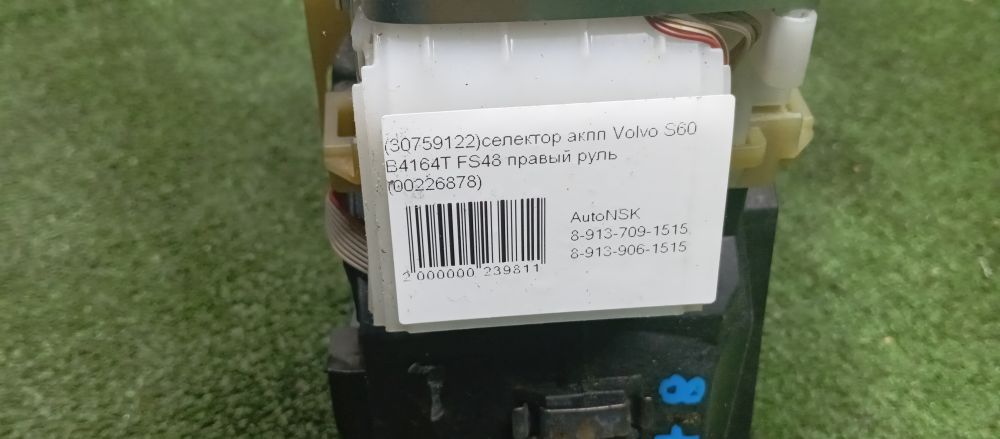 (30759122)селектор акпп Volvo S60
B4164T FS48 правый руль
(00226878)
AutoNSK
8-913-709-1515
8-913-906-1515
2 000000 239811
8